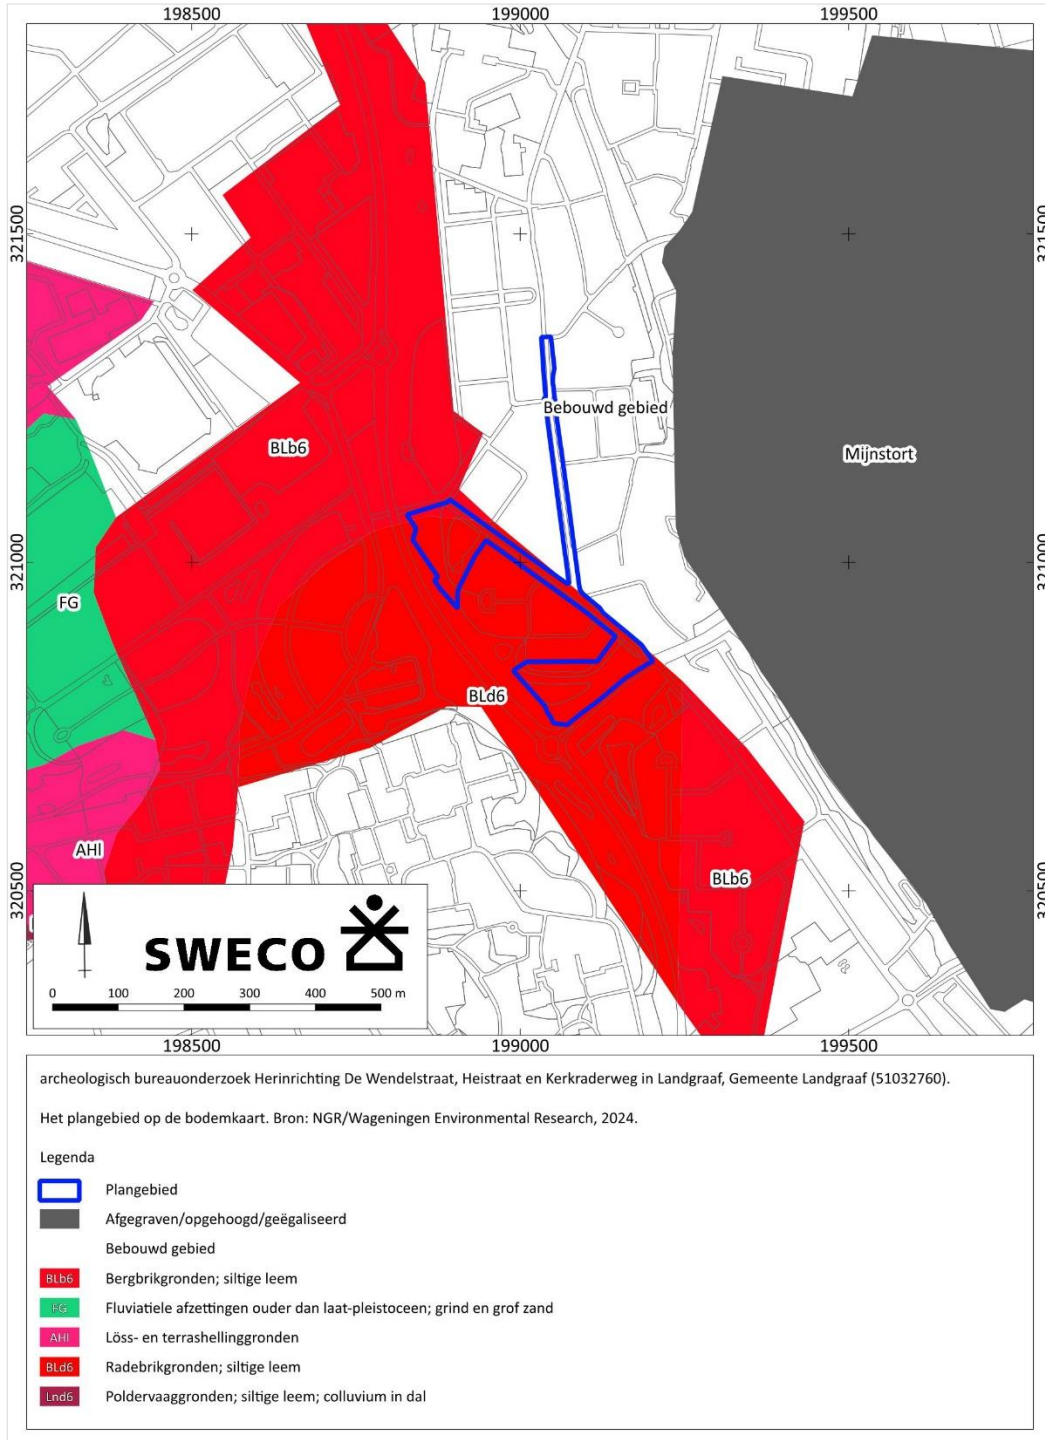 198500 199000 199500
321500 321500
Bebouwd gebied
BLb6
Mijnstort
321000 321000
FG
BLd6
AHl
BLb6
320500 320500
SWECO
0 100 200 300 400 500 m
198500 199000 199500
archeologisch bureauonderzoek Herinrichting De Wendelstraat, Heistraat en Kerkraderweg in Landgraaf, Gemeente Landgraaf (51032760).
Het plangebied op de bodemkaart. Bron: NGR/Wageningen Environmental Research, 2024.
Legenda
Plangebied
Afgegraven/opgehoogd/geëgaliseerd
Bebouwd gebied
BLb6 Bergbrikgronden; siltige leem
FG Fluviatiele afzettingen ouder dan laat-pleistoceen; grind en grof zand
AHl Löss- en terrashellinggronden
BLd6 Radebrikgronden; siltige leem
Lnd6 Poldervaaggronden; siltige leem; colluvium in dal